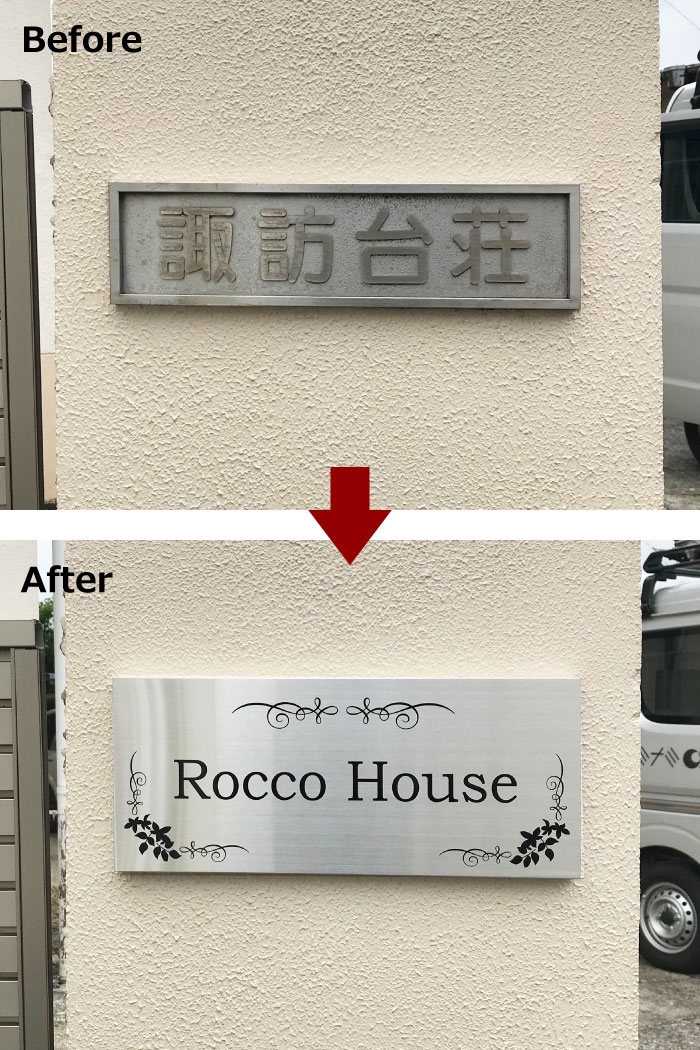 Before
諏訪台荘
After
Rocco House